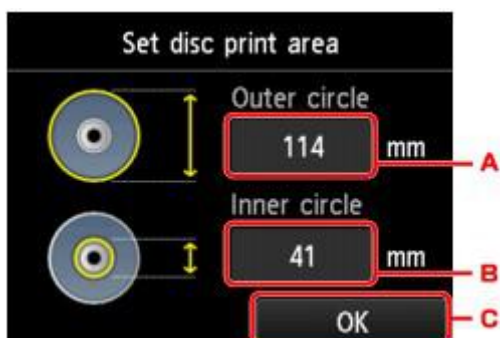 Set disc print area
Outer circle
114 mm
A
Inner circle
41 mm
B
OK
C